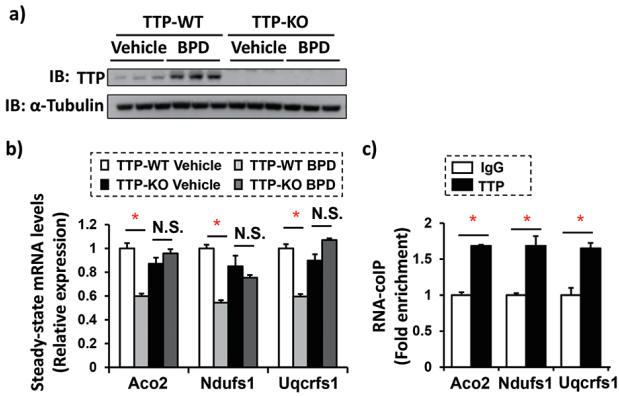 a)
TTP-WT TTP-KO
Vehicle BPD Vehicle BPD
IB: TTP
IB: α-Tubulin
b)
TTP-WT Vehicle TTP-WT BPD
TTP-KO Vehicle TTP-KO BPD
Steady-state mRNA levels
(Relative expression)
1.2
1
0.8
0.6
0.4
0.2
0
* N.S. * N.S. * N.S.
Aco2 Ndufs1 Uqcrfs1
c)
IgG
TTP
RNA-coIP
(Fold enrichment)
2
1.5
1
0.5
0
* * *
Aco2 Ndufs1 Uqcrfs1